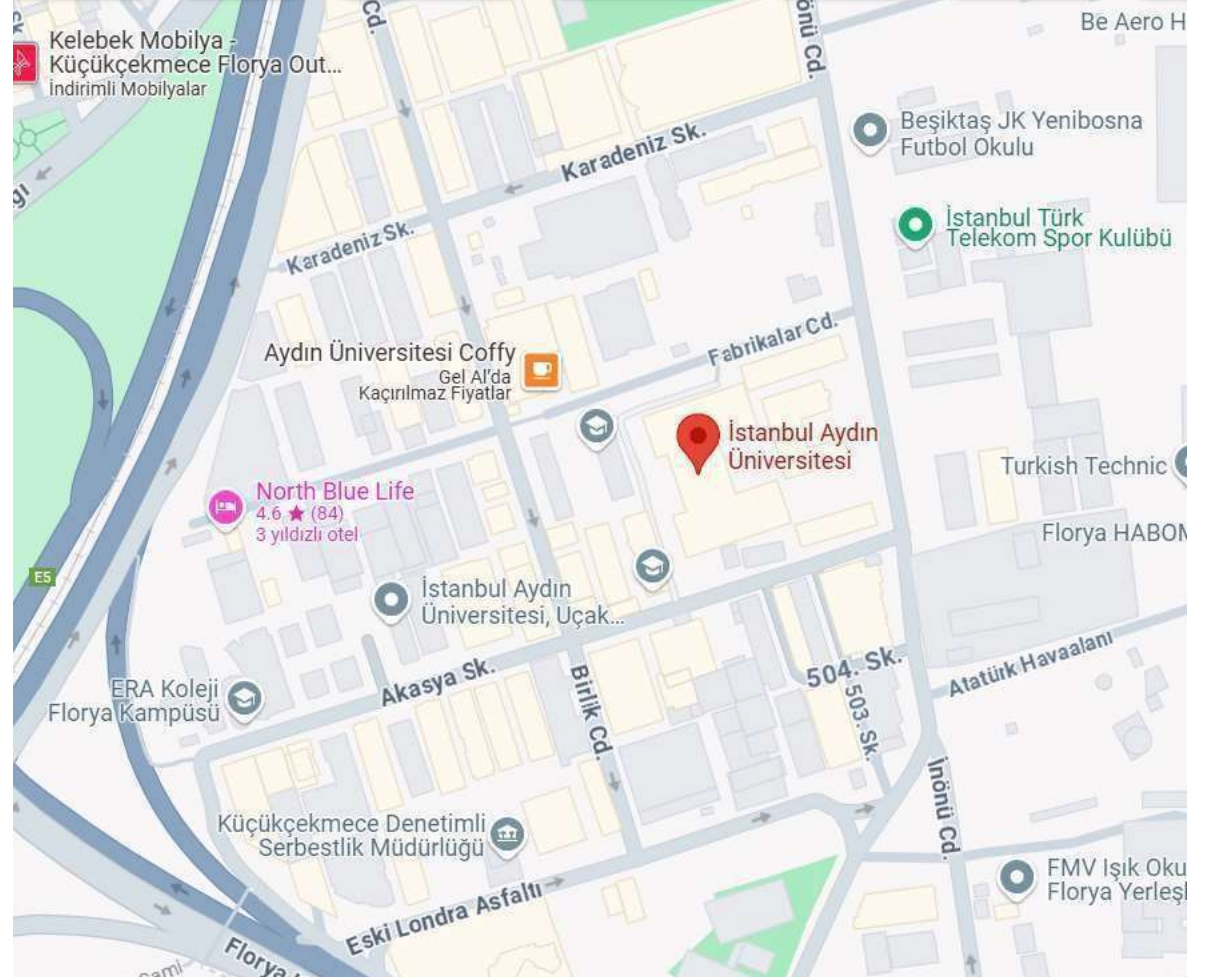 Sk
Cd.
önü Cd.
Be Aero H
Kelebek Mobilya -
Küçükçekmece Florya Out...
İndirimli Mobilyalar
Karadeniz Sk.
Beşiktaş JK Yenibosna
Futbol Okulu
ğı
İstanbul Türk
Telekom Spor Kulübü
Karadeniz Sk.
Fabrikalar Cd.
Aydın Üniversitesi Coffy
Gel Al'da
Kaçırılmaz Fiyatlar
İstanbul Aydın
Üniversitesi
Turkish Technic
North Blue Life
4.6 ★ (84)
3 yıldızlı otel
Florya HABOM
E5
İstanbul Aydın
Üniversitesi, Uçak...
Akasya Sk.
Birlik Cd.
504. Sk.
503. Sk.
Atatürk Havaalanı
ERA Koleji
Florya Kampüsü
İnönü Cd.
Küçükçekmece Denetimli
Serbestlik Müdürlüğü
FMV Işık Oku
Florya Yerleşk
Eski Londra Asfaltı
Florya
Sami